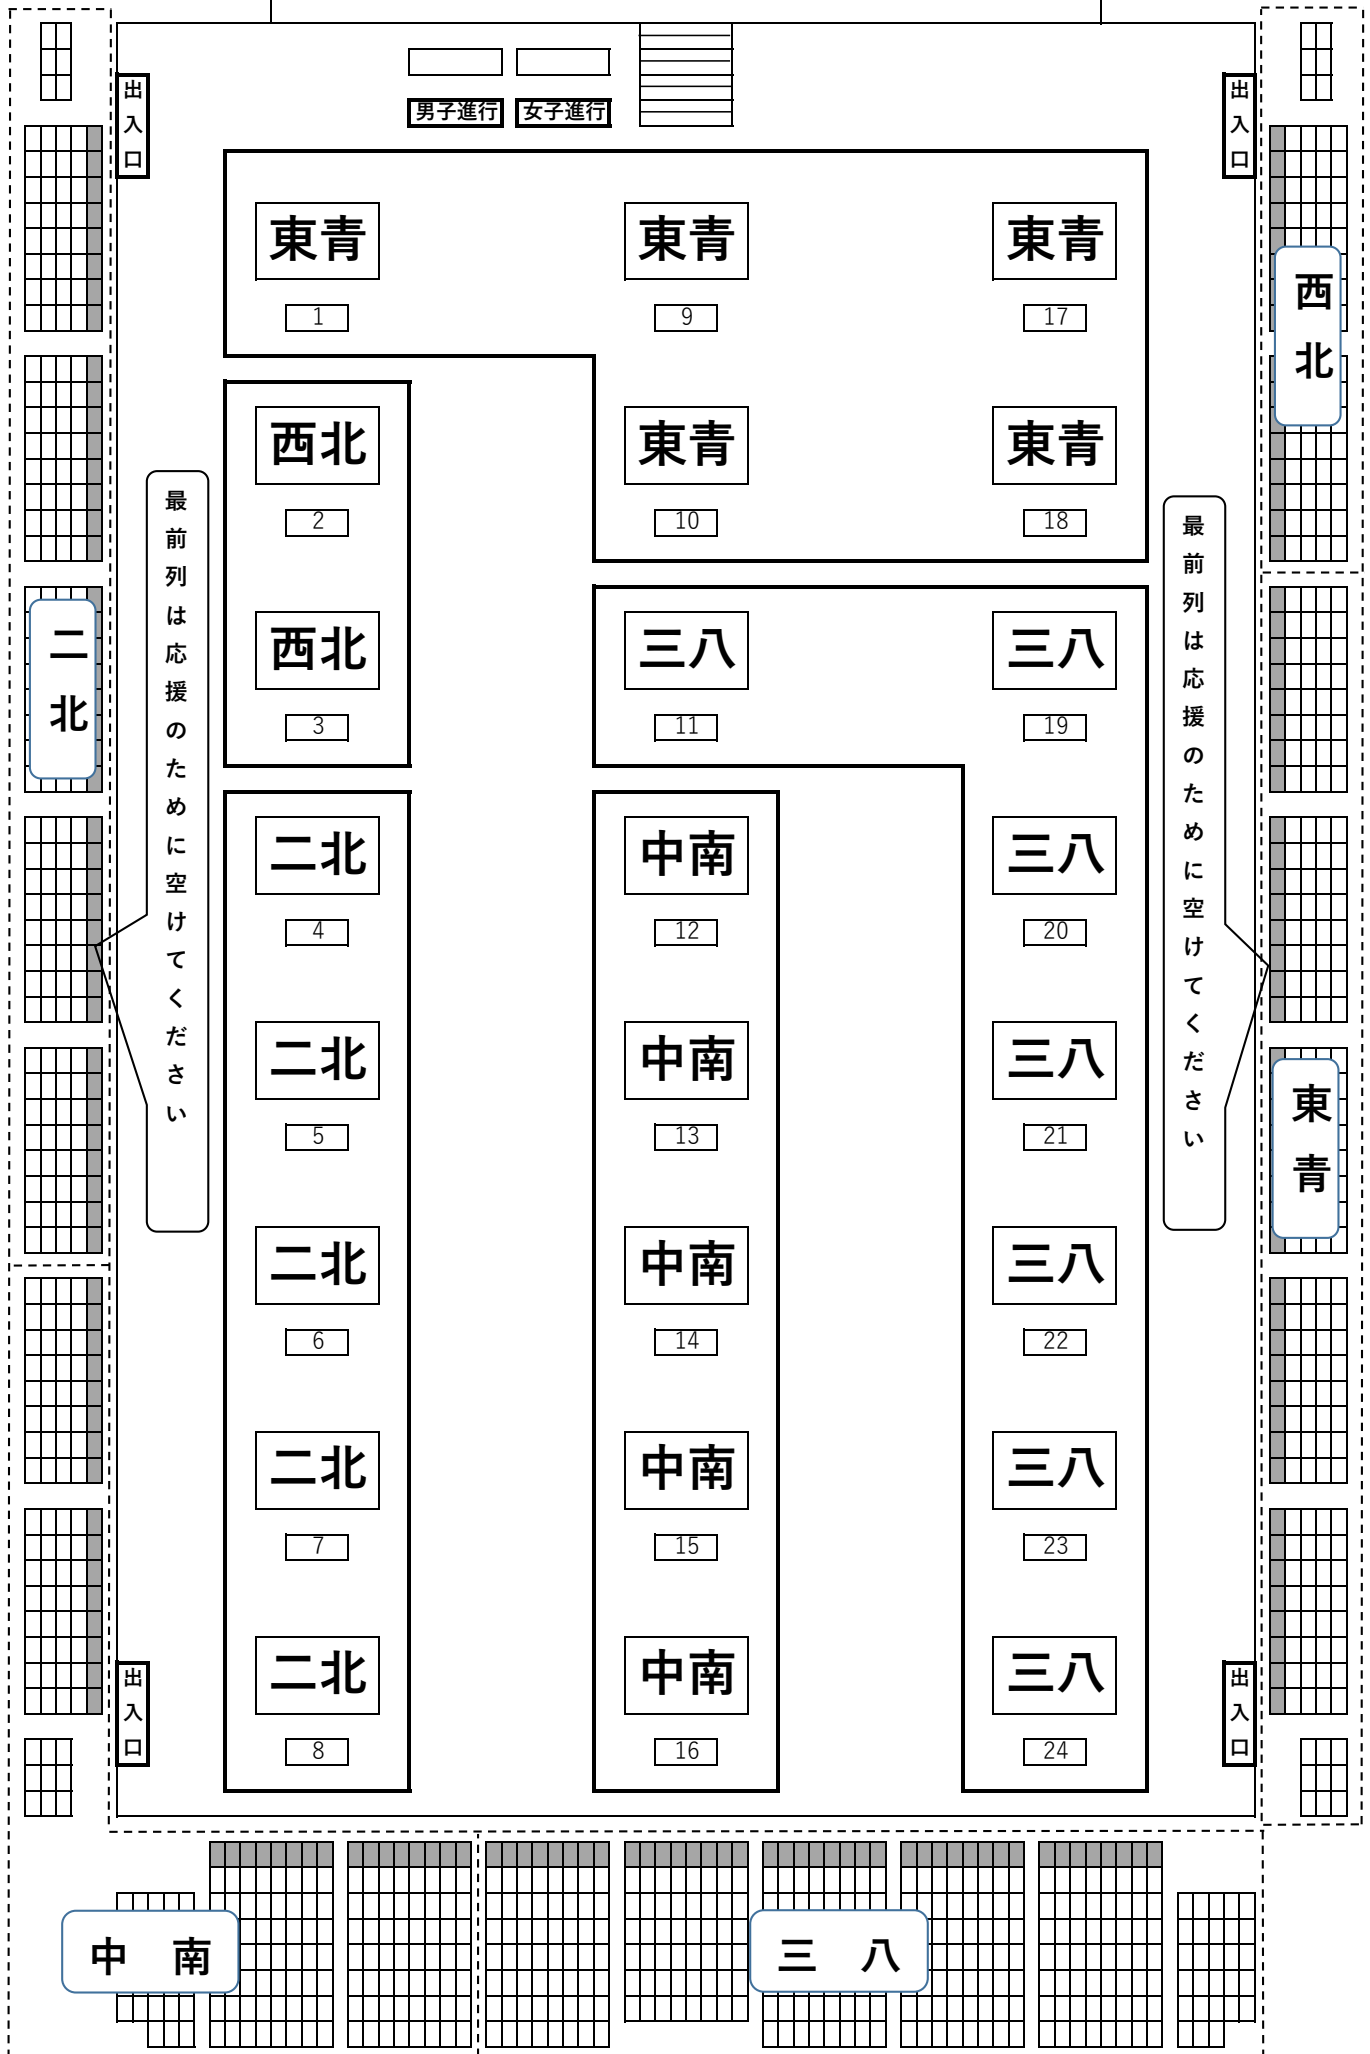 出入口
男子進行 女子進行
出入口
東青 東青 東青
1 9 17
西北
西北 東青 東青
2 10 18
最前列は応援のために空けてください
最前列は応援のために空けてください
二北
西北 三八 三八
3 11 19
二北 中南 三八
4 12 20
二北 中南 三八
5 13 21
東青
二北 中南 三八
6 14 22
二北 中南 三八
7 15 23
二北 中南 三八
8 16 24
出入口
出入口
中 南
三 八